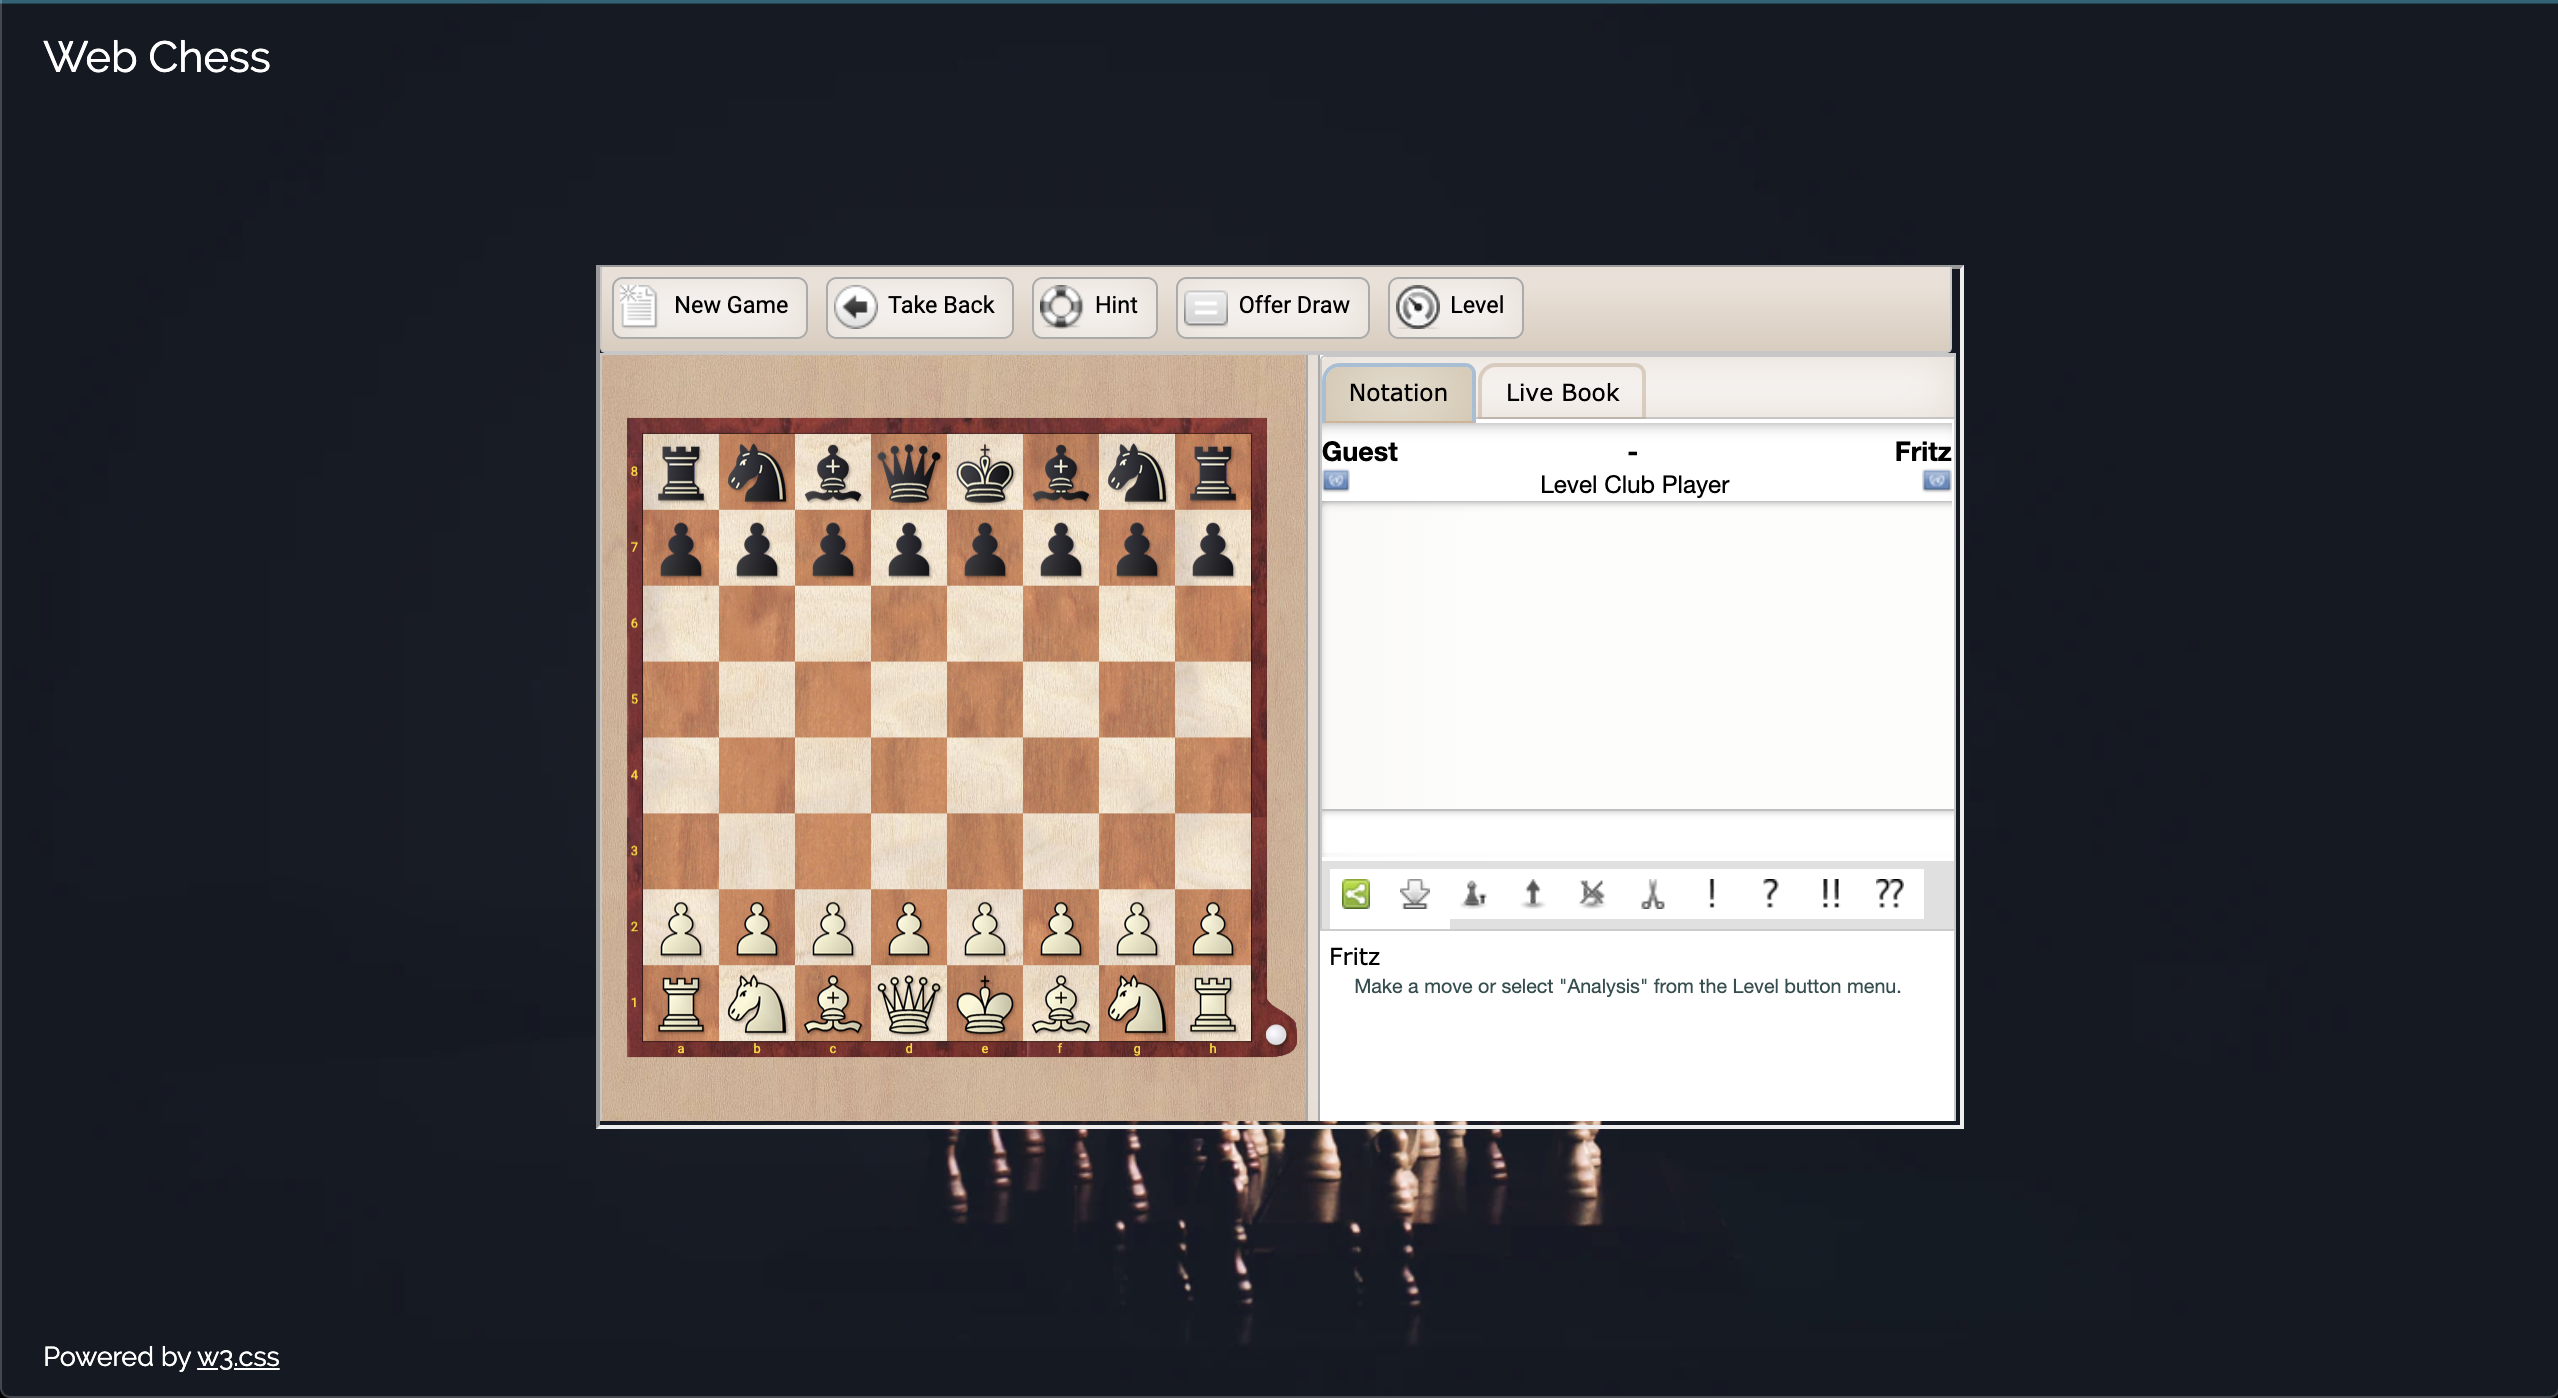 Web Chess
New Game
Take Back
Hint
Offer Draw
Level
Notation
Live Book
Guest - Fritz
Level Club Player
8
7
6
5
4
3
2
1
a b c d e f g h
! ? !! ??
Fritz
Make a move or select "Analysis" from the Level button menu.
Powered by w3.css